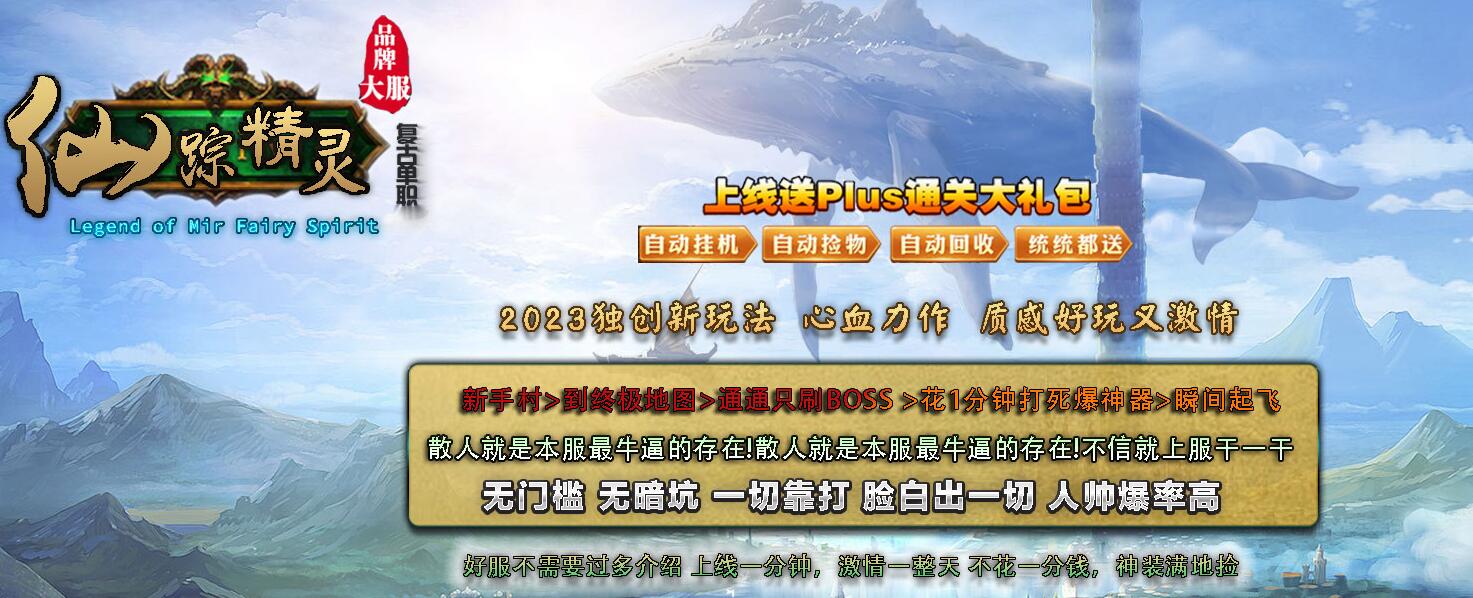 品牌
大服
仙踪精灵
复古单职
Legend of Mir Fairy Spirit
上线送Plus通关大礼包
自动挂机 自动捡物 自动回收 统统都送
2023独创新玩法 心血力作 质感好玩又激情
新手村>到终极地图>通通只刷BOSS >花1分钟打死爆神器>瞬间起飞
散人就是本服最牛逼的存在!散人就是本服最牛逼的存在!不信就上服干一干
无门槛 无暗坑 一切靠打 脸白出一切 人帅爆率高
好服不需要过多介绍 上线一分钟，激情一整天 不花一分钱，神装满地捡